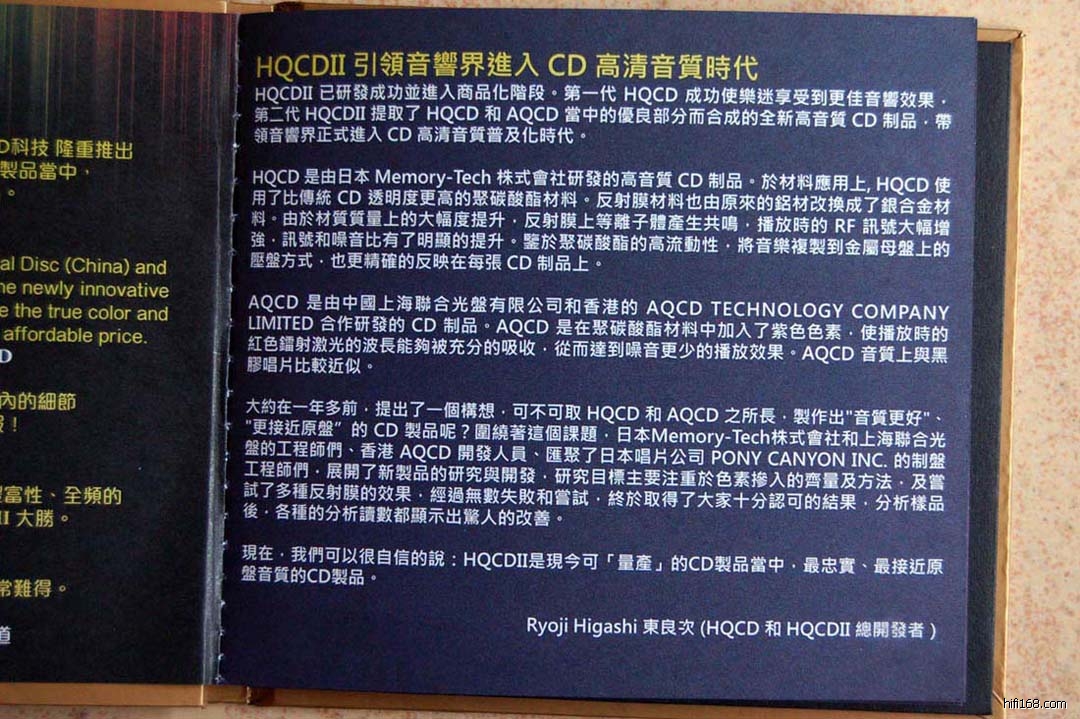 D科技 隆重推出
製品當中，
。
al Disc (China) and
ne newly innovative
e the true color and
affordable price.
D
內的細節
！
富性、全頻的
II 大勝。
常難得。
道
HQCDII 引領音響界進入 CD 高清音質時代
HQCDII 已研發成功並進入商品化階段。第一代 HQCD 成功使樂迷享受到更佳音響效果，
第二代 HQCDII 提取了 HQCD 和 AQCD 當中的優良部分而合成的全新高音質 CD 制品，帶
領音響界正式進入 CD 高清音質普及化時代。
HQCD 是由日本 Memory-Tech 株式會社研發的高音質 CD 制品。於材料應用上, HQCD 使
用了比傳統 CD 透明度更高的聚碳酸酯材料。反射膜材料也由原來的鋁材改換成了銀合金材
料。由於材質質量上的大幅度提升，反射膜上等離子體產生共鳴，播放時的 RF 訊號大幅增
強，訊號和噪音比有了明顯的提升。鑒於聚碳酸酯的高流動性，將音樂複製到金屬母盤上的
壓盤方式，也更精確的反映在每張 CD 制品上。
AQCD 是由中國上海聯合光盤有限公司和香港的 AQCD TECHNOLOGY COMPANY
LIMITED 合作研發的 CD 制品。AQCD 是在聚碳酸酯材料中加入了紫色色素，使播放時的
紅色鐳射激光的波長能夠被充分的吸收，從而達到噪音更少的播放效果。AQCD 音質上與黑
膠唱片比較近似。
大約在一年多前，提出了一個構想，可不可取 HQCD 和 AQCD 之所長，製作出"音質更好"、
"更接近原盤" 的 CD 製品呢？圍繞著這個課題，日本Memory-Tech株式會社和上海聯合光
盤的工程師們、香港 AQCD 開發人員、匯聚了日本唱片公司 PONY CANYON INC. 的制盤
工程師們，展開了新製品的研究與開發，研究目標主要注重於色素摻入的齊量及方法，及嘗
試了多種反射膜的效果，經過無數失敗和嘗試，終於取得了大家十分認可的結果，分析樣品
後，各種的分析讀數都顯示出驚人的改善。
現在，我們可以很自信的說：HQCDII是現今可「量產」的CD製品當中，最忠實、最接近原
盤音質的CD製品。
Ryoji Higashi 東良次 (HQCD 和 HQCDII 總開發者 )
hifi168.com